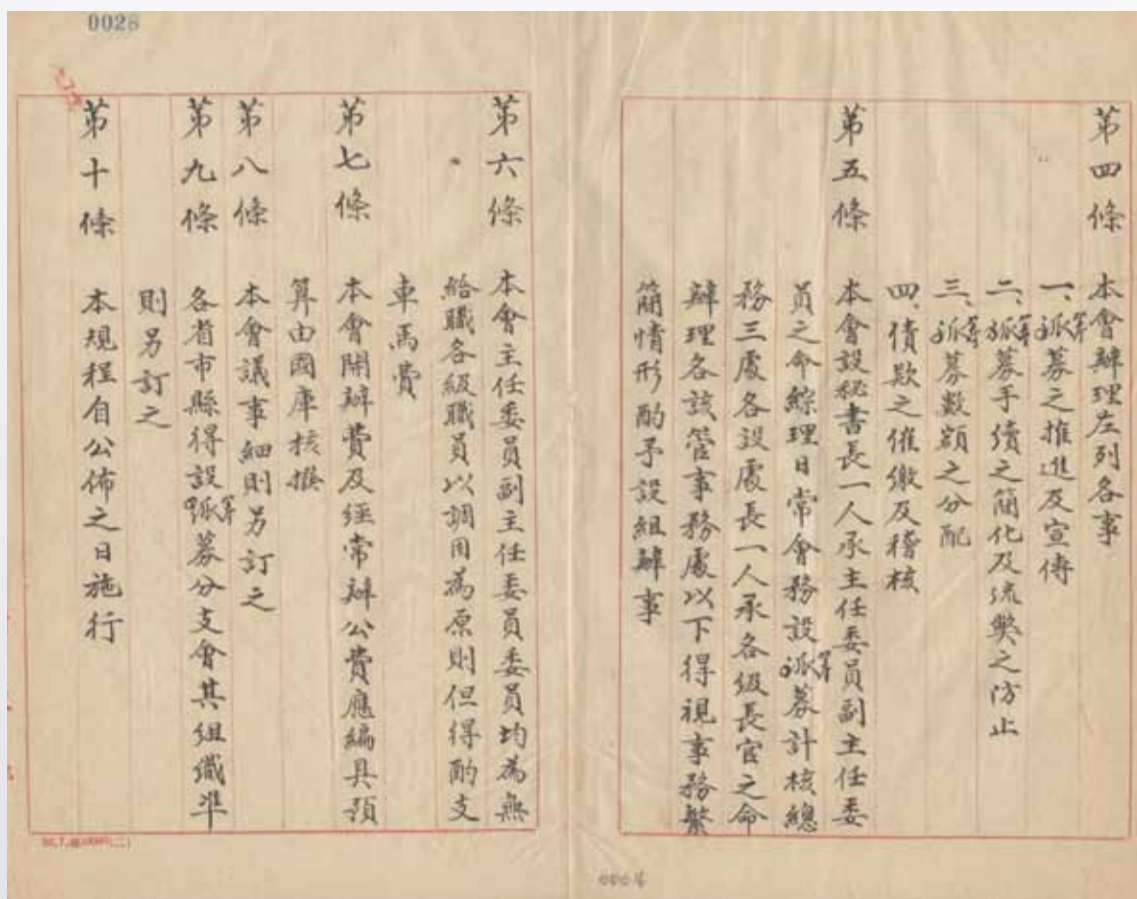 0028
第四條 本會辦理左列各事
一、派筹募之推進及宣傳
二、派筹募手續之簡化及流弊之防止
三、派筹募數額之分配
四、債款之催繳及稽核
第五條 本會設秘書長一人承主任委員副主任委
員之命綜理日常會務設派筹募計核總
務三處各設處長一人承各級長官之命
辦理各該管事務處以下得視事務繁
簡情形酌予設組辦事
第六條 本會主任委員副主任委員委員均為無
給職各級職員以調用為原則但得酌支
車馬費
第七條 本會開辦費及經常辦公費應編具預
算由國庫核撥
第八條 本會議事細則另訂之
第九條 各省市縣得設派筹募分支會其組織準
則另訂之
第十條 本規程自公佈之日施行
0004